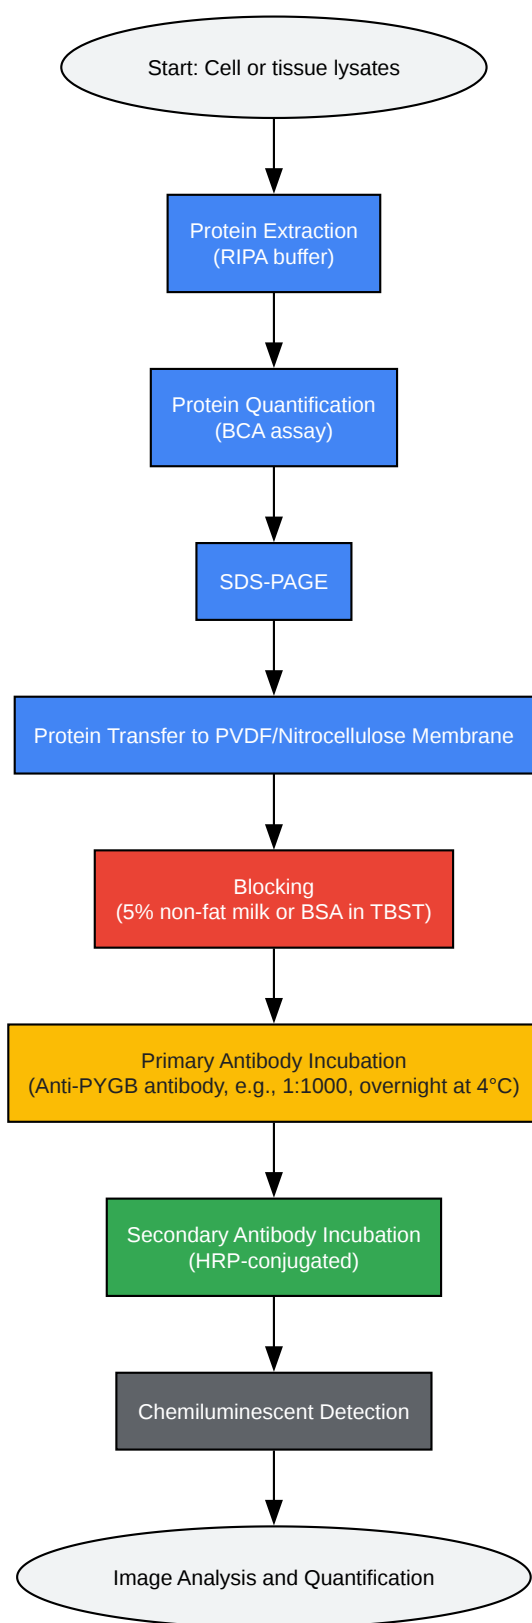 Start: Cell or tissue lysates
Protein Extraction
(RIPA buffer)
Protein Quantification
(BCA assay)
SDS-PAGE
Protein Transfer to PVDF/Nitrocellulose Membrane
Blocking
(5% non-fat milk or BSA in TBST)
Primary Antibody Incubation
(Anti-PYGB antibody, e.g., 1:1000, overnight at 4°C)
Secondary Antibody Incubation
(HRP-conjugated)
Chemiluminescent Detection
Image Analysis and Quantification